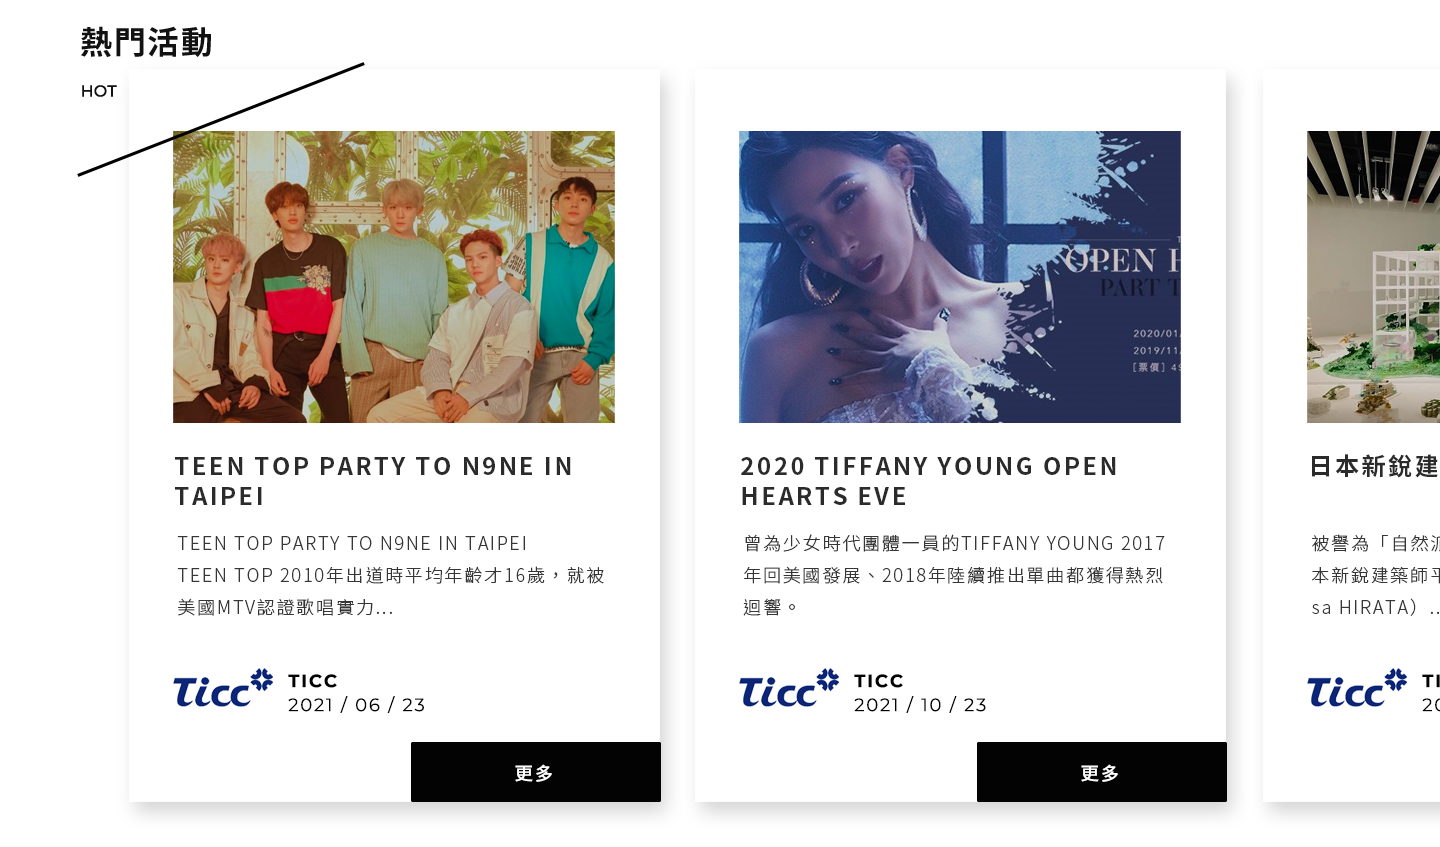 熱門活動
HOT
OPEN
PART
2020/01
2019/11
[票價]
TEEN TOP PARTY TO N9NE IN
TAIPEI
TEEN TOP PARTY TO N9NE IN TAIPEI
TEEN TOP 2010年出道時平均年齡才16歲，就被
美國MTV認證歌唱實力...
Ticc
TICC
2021 / 06 / 23
更多
2020 TIFFANY YOUNG OPEN
HEARTS EVE
曾為少女時代團體一員的TIFFANY YOUNG 2017
年回美國發展、2018年陸續推出單曲都獲得熱烈
迴響。
Ticc
TICC
2021 / 10 / 23
更多
日本新銳建
被譽為「自然派
本新銳建築師平
sa HIRATA）..
Ticc